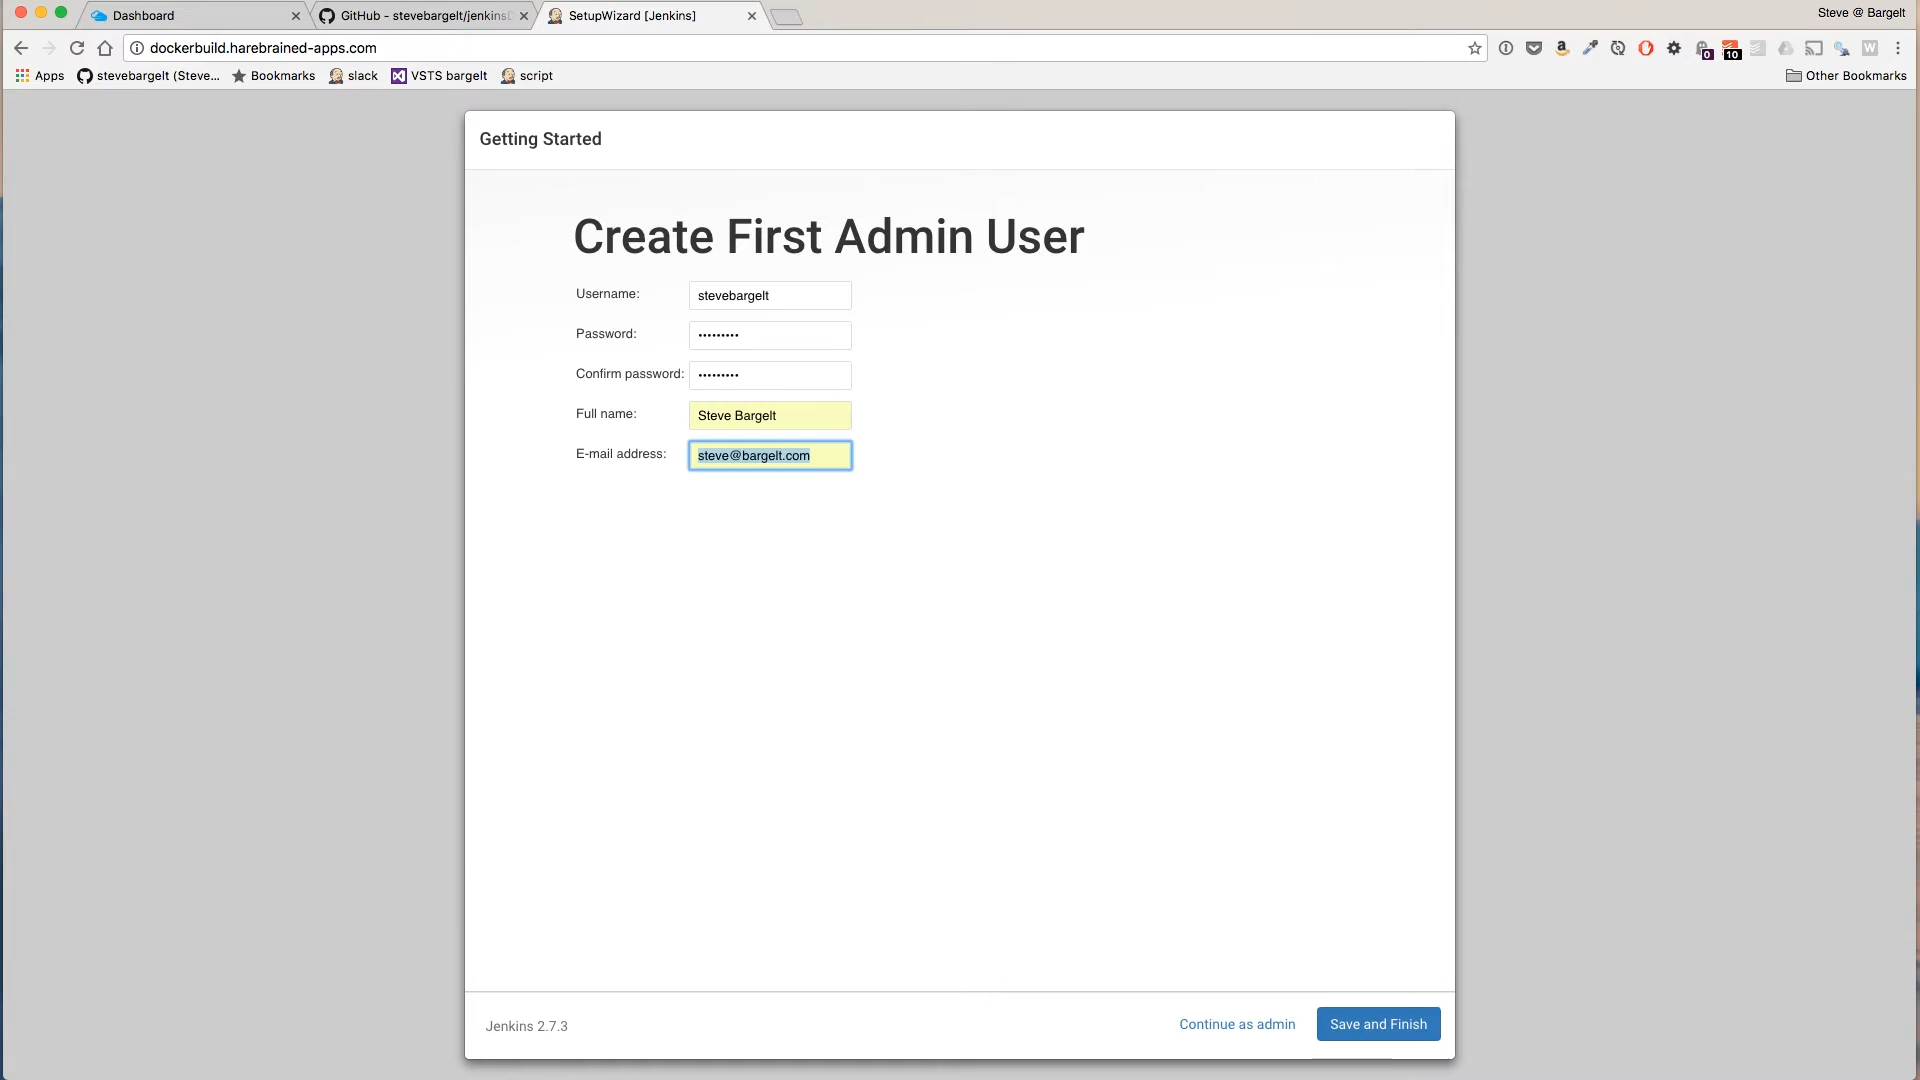 Dashboard
GitHub - stevebargelt/jenkins
SetupWizard [Jenkins]
Steve @ Bargelt
dockerbuild.harebrained-apps.com
0
10
W
Apps
stevebargelt (Steve...
Bookmarks
slack
VSTS bargelt
script
Other Bookmarks
Getting Started
Create First Admin User
Username:
stevebargelt
Password:
•••••••••
Confirm password:
•••••••••
Full name:
Steve Bargelt
E-mail address:
steve@bargelt.com
Jenkins 2.7.3
Continue as admin
Save and Finish